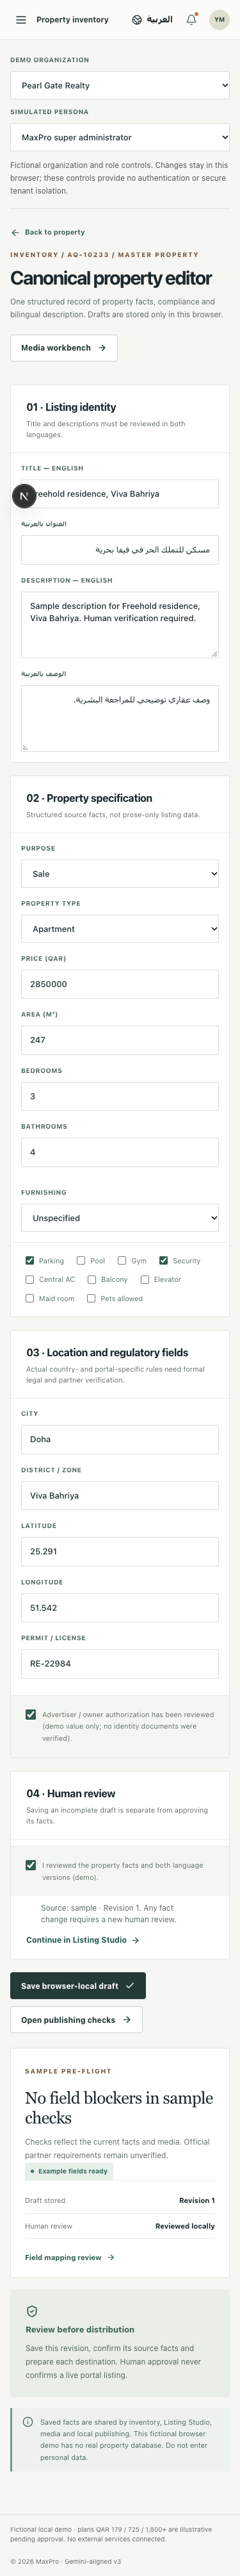 Property inventory
العربية
YM
DEMO ORGANIZATION
Pearl Gate Realty
SIMULATED PERSONA
MaxPro super administrator
Fictional organization and role controls. Changes stay in this
browser; these controls provide no authentication or secure
tenant isolation.
Back to property
INVENTORY / AQ-10233 / MASTER PROPERTY
Canonical property editor
One structured record of property facts, compliance and
bilingual description. Drafts are stored only in this browser.
Media workbench
01 · Listing identity
Title and descriptions must be reviewed in both
languages.
TITLE — ENGLISH
N
reehold residence, Viva Bahriya
العنوان بالعربية
مسكن للتملك الحر في فيفا بحرية
DESCRIPTION — ENGLISH
Sample description for Freehold residence,
Viva Bahriya. Human verification required.
الوصف بالعربية
وصف عقاري توضيحي للمراجعة البشرية.
02 · Property specification
Structured source facts, not prose-only listing data.
PURPOSE
Sale
PROPERTY TYPE
Apartment
PRICE (QAR)
2850000
AREA (M²)
247
BEDROOMS
3
BATHROOMS
4
FURNISHING
Unspecified
Parking Pool Gym Security
Central AC Balcony Elevator
Maid room Pets allowed
03 · Location and regulatory fields
Actual country- and portal-specific rules need formal
legal and partner verification.
CITY
Doha
DISTRICT / ZONE
Viva Bahriya
LATITUDE
25.291
LONGITUDE
51.542
PERMIT / LICENSE
RE-22984
Advertiser / owner authorization has been reviewed
(demo value only; no identity documents were
verified).
04 · Human review
Saving an incomplete draft is separate from approving
its facts.
I reviewed the property facts and both language
versions (demo).
Source: sample · Revision 1. Any fact
change requires a new human review.
Continue in Listing Studio
Save browser-local draft
Open publishing checks
SAMPLE PRE-FLIGHT
No field blockers in sample
checks
Checks reflect the current facts and media. Official
partner requirements remain unverified.
Example fields ready
Draft stored Revision 1
Human review Reviewed locally
Field mapping review
Review before distribution
Save this revision, confirm its source facts and
prepare each destination. Human approval never
confirms a live portal listing.
Saved facts are shared by inventory, Listing Studio,
media and local publishing. This fictional browser
demo has no real property database. Do not enter
personal data.
Fictional local demo · plans QAR 179 / 725 / 1,800+ are illustrative
pending approval. No external services connected.
© 2026 MaxPro · Gemini-aligned v3